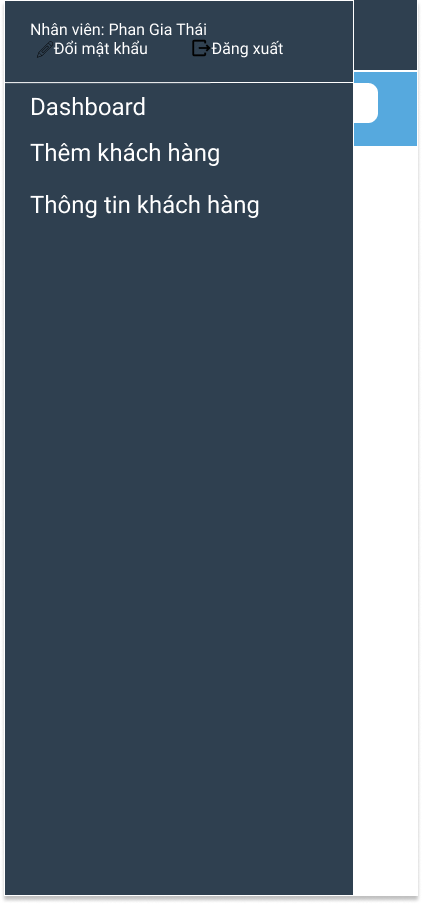 Nhân viên: Phan Gia Thái
Đổi mật khẩu Đăng xuất
Dashboard
Thêm khách hàng
Thông tin khách hàng